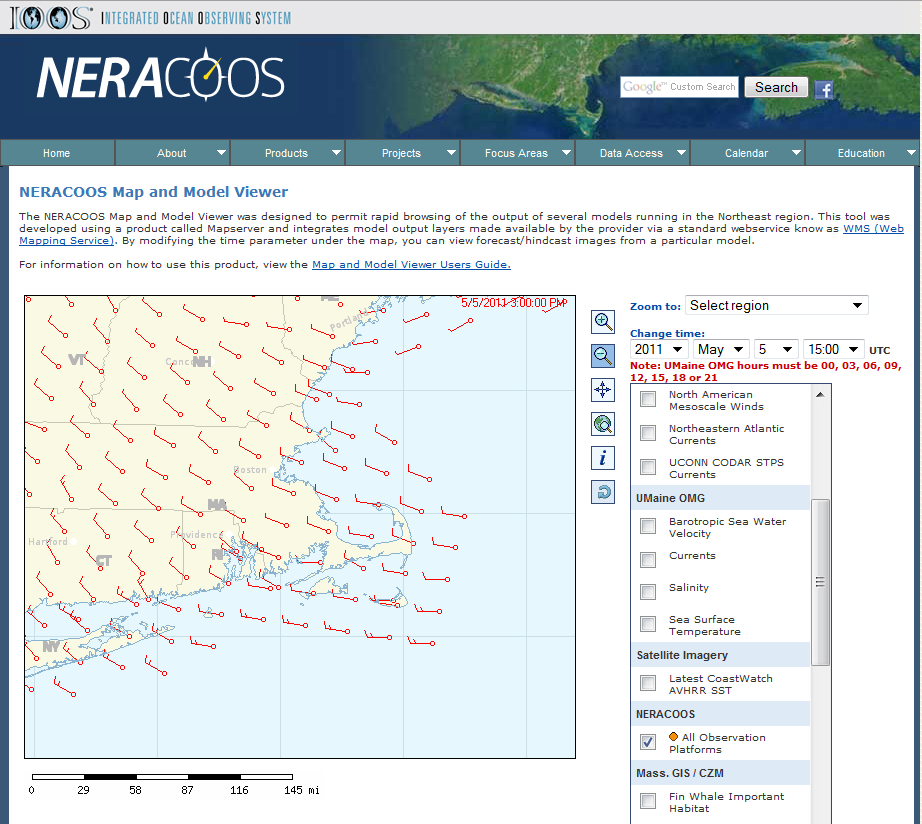 IOOS INTEGRATED OCEAN OBSERVING SYSTEM
NERACOOS
Google™ Custom Search Search f
Home About Products Projects Focus Areas Data Access Calendar Education
NERACOOS Map and Model Viewer
The NERACOOS Map and Model Viewer was designed to permit rapid browsing of the output of several models running in the Northeast region. This tool was
developed using a product called Mapserver and integrates model output layers made available by the provider via a standard webservice know as WMS (Web
Mapping Service). By modifying the time parameter under the map, you can view forecast/hindcast images from a particular model.
For information on how to use this product, view the Map and Model Viewer Users Guide.
5/5/2011 3:00:00 PM
Portland
VT
Concord
NH
Boston
MA
Providence
Hartford
CT
RI
NY
0 29 58 87 116 145 mi
i
Zoom to: Select region
Change time:
2011 May 5 15:00 UTC
Note: UMaine OMG hours must be 00, 03, 06, 09,
12, 15, 18 or 21
North American
Mesoscale Winds
Northeastern Atlantic
Currents
UCONN CODAR STPS
Currents
UMaine OMG
Barotropic Sea Water
Velocity
Currents
Salinity
Sea Surface
Temperature
Satellite Imagery
Latest CoastWatch
AVHRR SST
NERACOOS
All Observation
Platforms
Mass. GIS / CZM
Fin Whale Important
Habitat